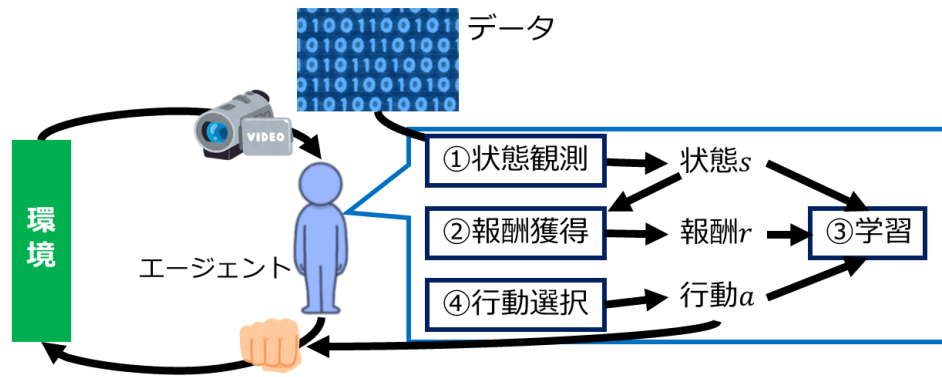 データ
VIDEO
①状態観測
状態s
環境
②報酬獲得
報酬r
③学習
エージェント
④行動選択
行動a